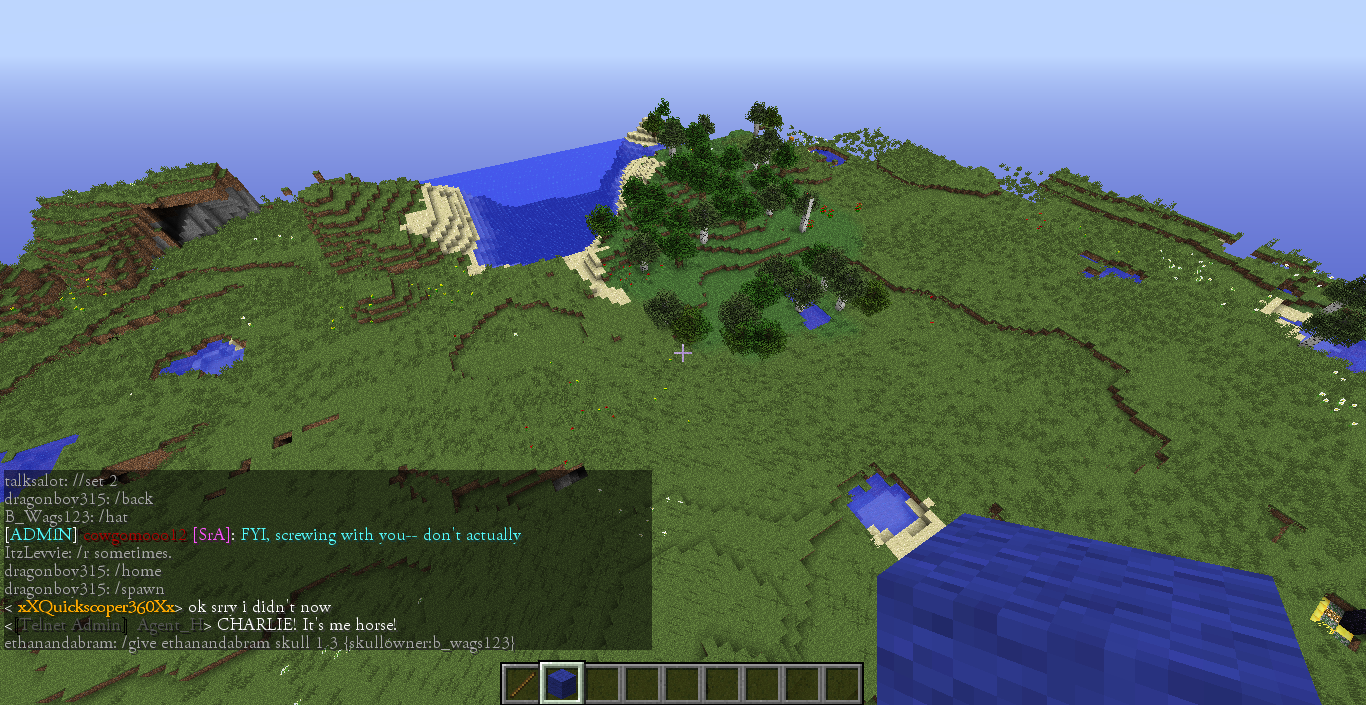 talksalot: //set 2
dragonboy315: /back
B_Wags123: /hat
[ADMIN] cowgomooo12 [SrA]: FYI, screwing with you-- don't actually
ItzLevvie: /r sometimes.
dragonboy315: /home
dragonboy315: /spawn
< xXQuickscoper360Xx> ok srry i didn't now
<[Telnet Admin] Agent_H> CHARLIE! It's me horse!
ethanandabram: /give ethanandabram skull 1 3 {skullowner:b_wags123}